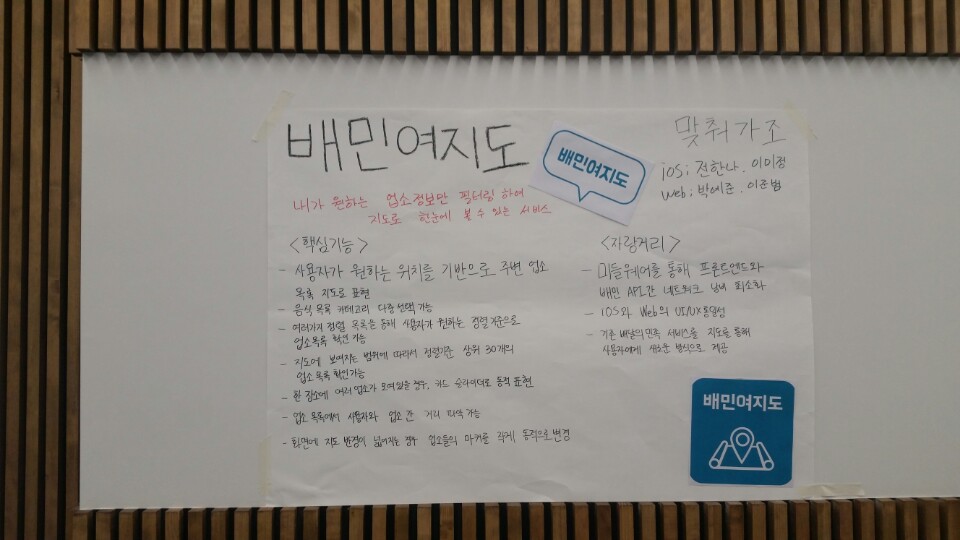 배민여지도
배민여지도
맞춰가조
iOS; 전한나. 이이정
Web; 박예준. 이준범
내가 원하는 업소정보만 필터링 하여
지도로 한눈에 볼 수 있는 서비스
<핵심기능>
- 사용자가 원하는 위치를 기반으로 주변 업소
목록 지도로 표현
- 음식 목록 카테고리 다중선택 가능
- 여러가지 정렬 목록을 통해 사용자가 원하는 정렬기준으로
업소목록 확인 가능
- 지도에 보여지는 범위에 따라서 정렬기준 상위 30개의
업소 목록 확인가능
- 한 장소에 여러 업소가 모여있을 경우, 카드 슬라이더로 동적 표현
- 업소 목록에서 사용자와 업소 간 거리 파악 가능
- 화면에 지도 반경이 넓어지는 경우 업소들의 마커를 작게 동적으로 변경
<자랑거리>
- 미들웨어를 통해 프론트엔드와
배민 API간 네트워크 낭비 최소화
- iOS와 Web의 UI/UX 통일성
- 기존 배달의민족 서비스를 지도를 통해
사용자에게 새로운 방식으로 제공
배민여지도